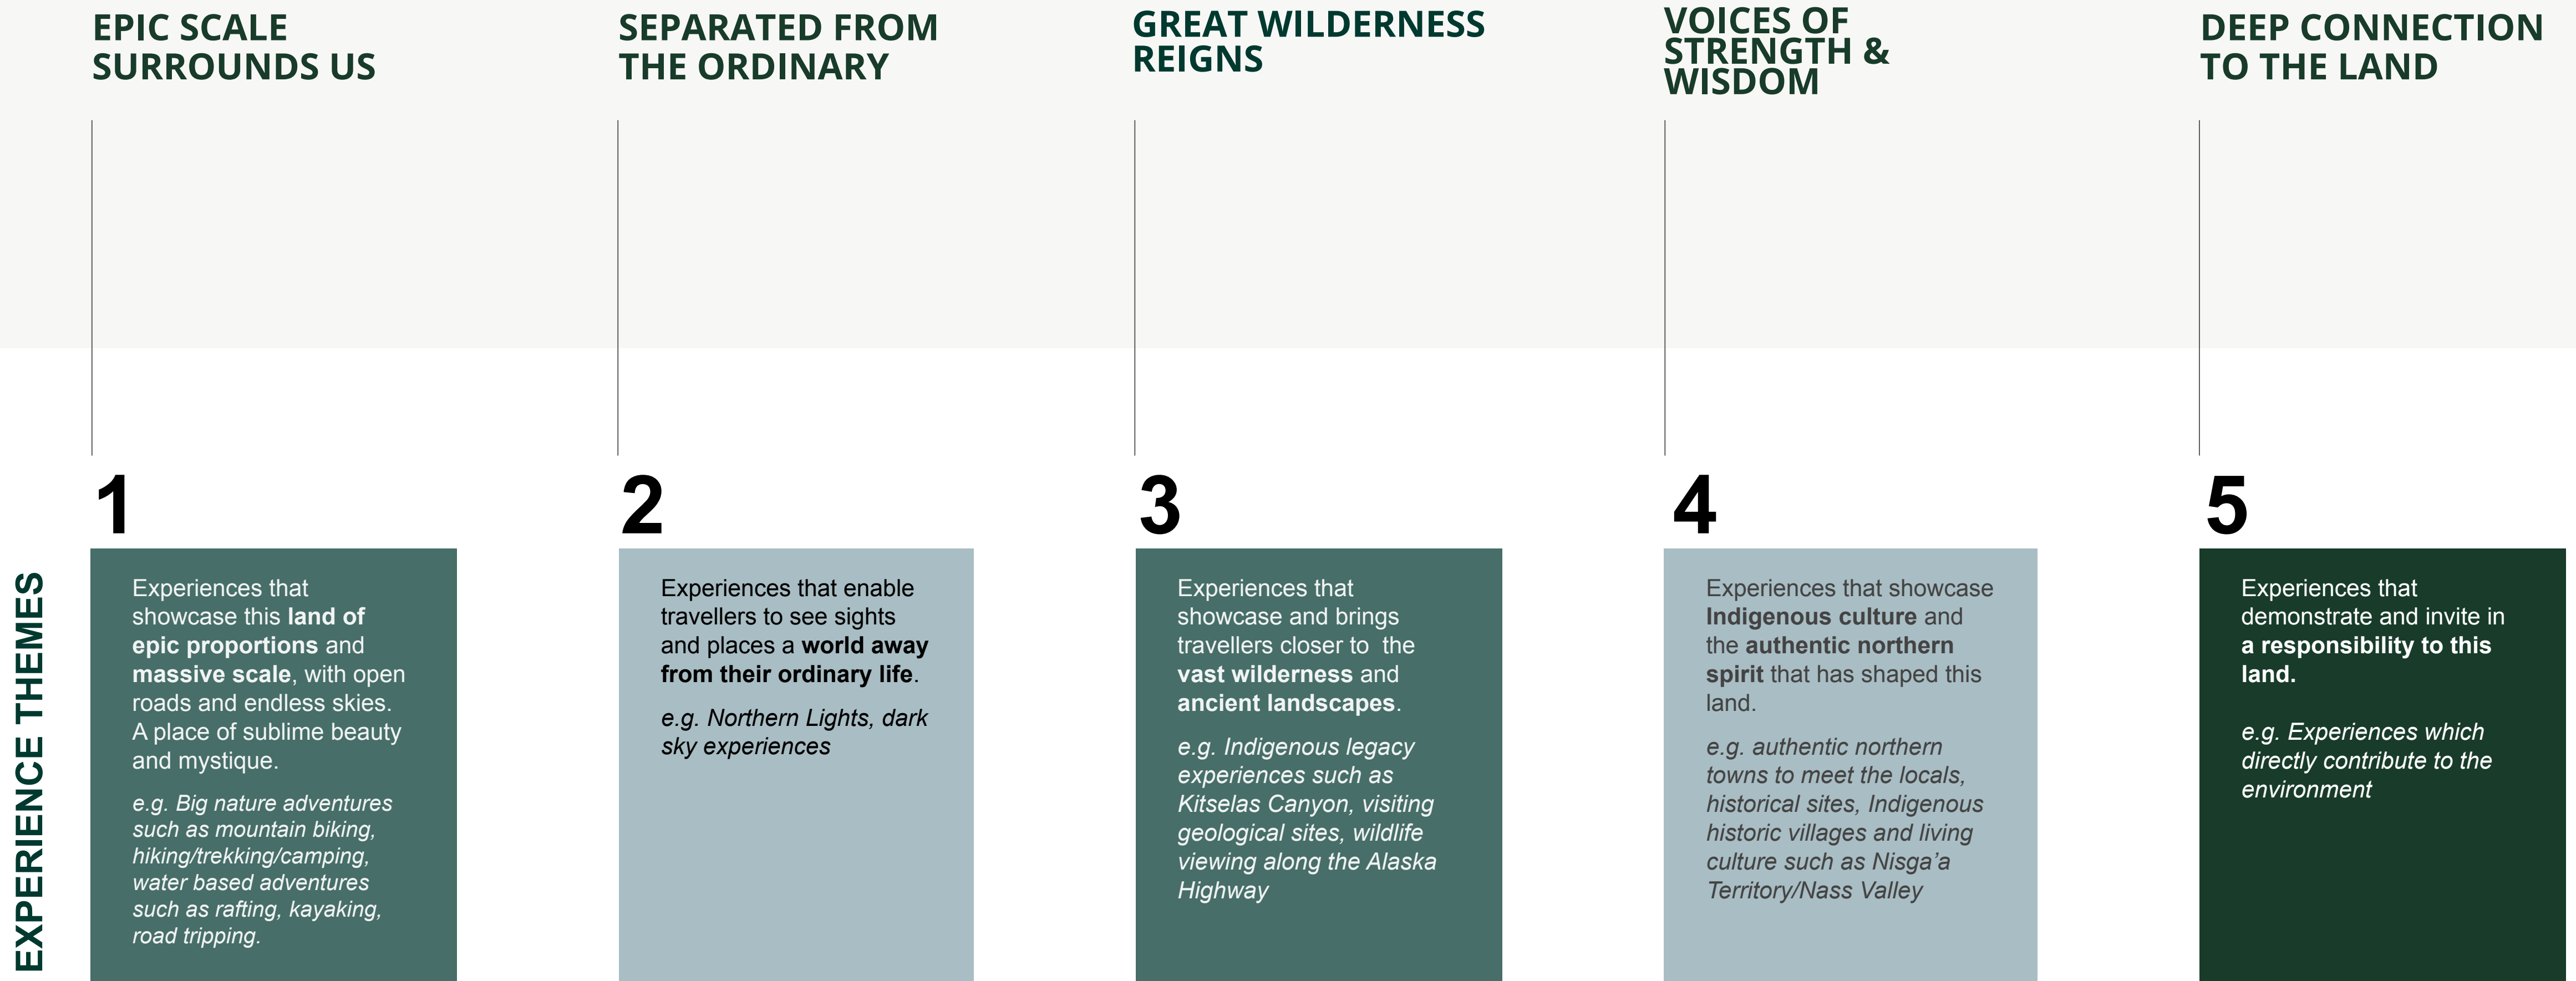 EPIC SCALE
SURROUNDS US
SEPARATED FROM
THE ORDINARY
GREAT WILDERNESS
REIGNS
VOICES OF
STRENGTH &
WISDOM
DEEP CONNECTION
TO THE LAND
EXPERIENCE THEMES
1
Experiences that
showcase this land of
epic proportions and
massive scale, with open
roads and endless skies.
A place of sublime beauty
and mystique.
e.g. Big nature adventures
such as mountain biking,
hiking/trekking/camping,
water based adventures
such as rafting, kayaking,
road tripping.
2
Experiences that enable
travellers to see sights
and places a world away
from their ordinary life.
e.g. Northern Lights, dark
sky experiences
3
Experiences that
showcase and brings
travellers closer to  the
vast wilderness and
ancient landscapes.
e.g. Indigenous legacy
experiences such as
Kitselas Canyon, visiting
geological sites, wildlife
viewing along the Alaska
Highway
4
Experiences that showcase
Indigenous culture and
the authentic northern
spirit that has shaped this
land.
e.g. authentic northern
towns to meet the locals,
historical sites, Indigenous
historic villages and living
culture such as Nisga’a
Territory/Nass Valley
5
Experiences that
demonstrate and invite in
a responsibility to this
land.
e.g. Experiences which
directly contribute to the
environment